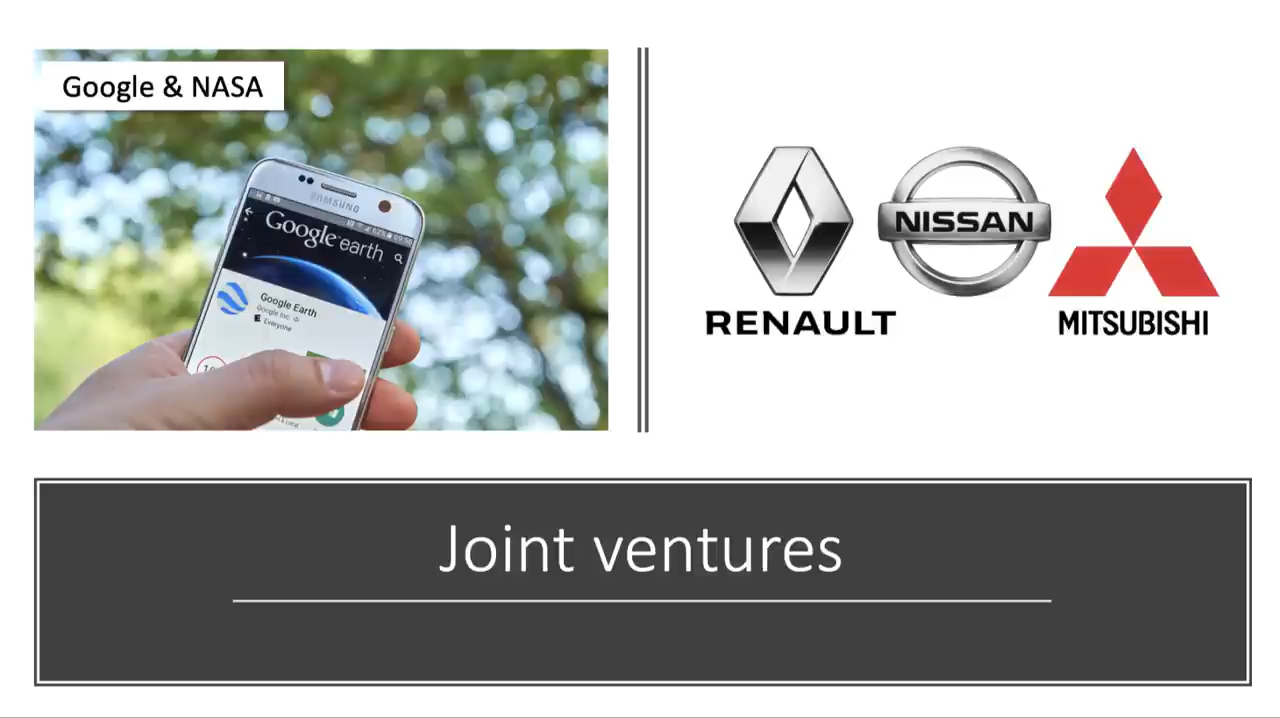 Google & NASA
SAMSUNG
Google earth
Google Earth
Google Inc.
Everyone
RENAULT
NISSAN
MITSUBISHI
Joint ventures